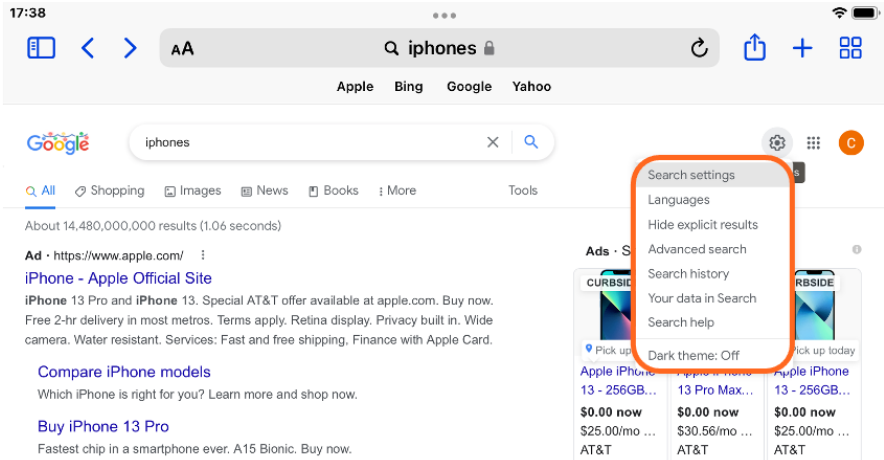 17:38
AA iphones
Apple Bing Google Yahoo
Google iphones C
All Shopping Images News Books More Tools
About 14,480,000,000 results (1.06 seconds)
Search settings
Languages
Hide explicit results
Advanced search
Search history
Your data in Search
Search help
Dark theme: Off
Ad · https://www.apple.com/
iPhone - Apple Official Site
iPhone 13 Pro and iPhone 13. Special AT&T offer available at apple.com. Buy now.
Free 2-hr delivery in most metros. Terms apply. Retina display. Privacy built in. Wide
camera. Water resistant. Services: Fast and free shipping, Finance with Apple Card.
Compare iPhone models
Which iPhone is right for you? Learn more and shop now.
Buy iPhone 13 Pro
Fastest chip in a smartphone ever. A15 Bionic. Buy now.
Ads ·
Pick up today
Apple iPhone
13 - 256GB...
$0.00 now
$25.00/mo ...
AT&T
Apple iPhone
13 Pro Max...
$0.00 now
$30.56/mo ...
AT&T
Apple iPhone
13 - 256GB...
$0.00 now
$25.00/mo ...
AT&T